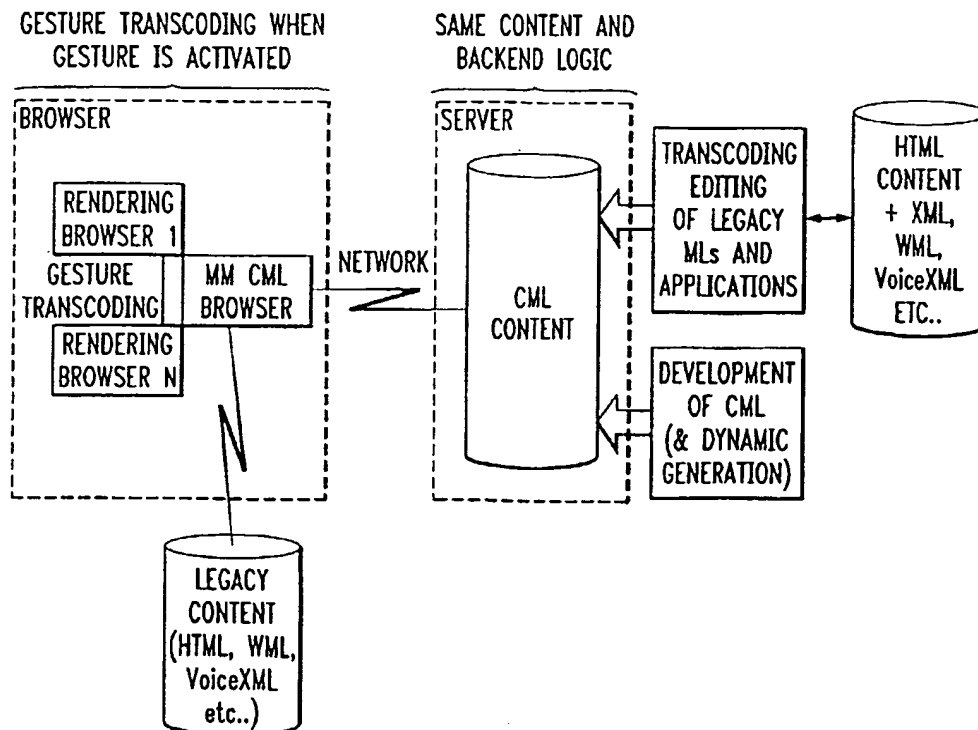 GESTURE TRANSCODING WHEN
GESTURE IS ACTIVATED
SAME CONTENT AND
BACKEND LOGIC
BROWSER
RENDERING
BROWSER 1
GESTURE
TRANSCODING
MM CML
BROWSER
RENDERING
BROWSER N
NETWORK
SERVER
CML
CONTENT
TRANSCODING
EDITING
OF LEGACY
MLs AND
APPLICATIONS
HTML
CONTENT
+ XML,
WML,
VoiceXML
ETC..
DEVELOPMENT
OF CML
(& DYNAMIC
GENERATION)
LEGACY
CONTENT
(HTML, WML,
VoiceXML
etc..)